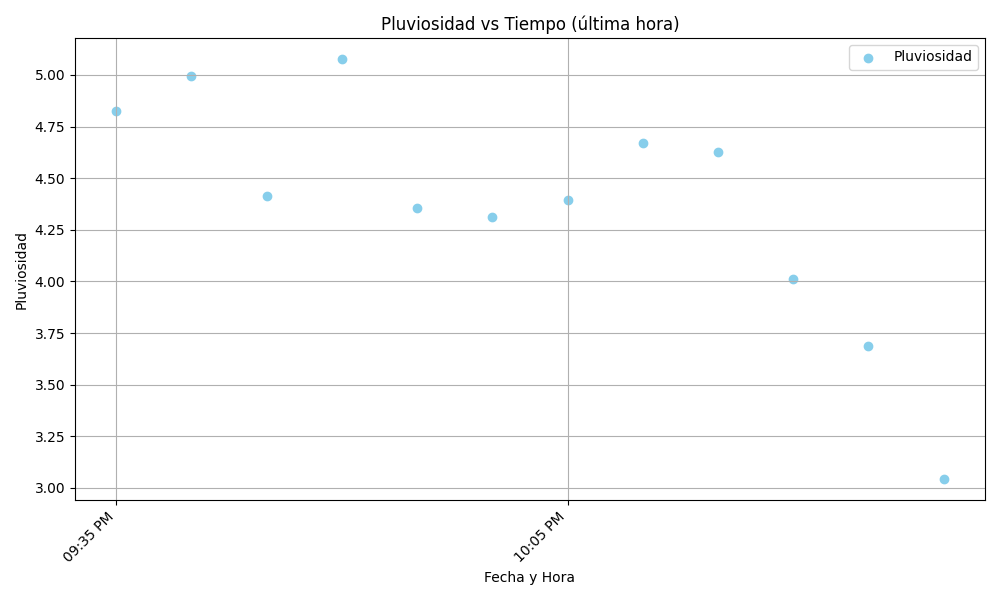 Pluviosidad vs Tiempo (última hora)
Pluviosidad
5.00
4.75
4.50
4.25
4.00
3.75
3.50
3.25
3.00
Pluviosidad
09:35 PM
10:05 PM
Fecha y Hora